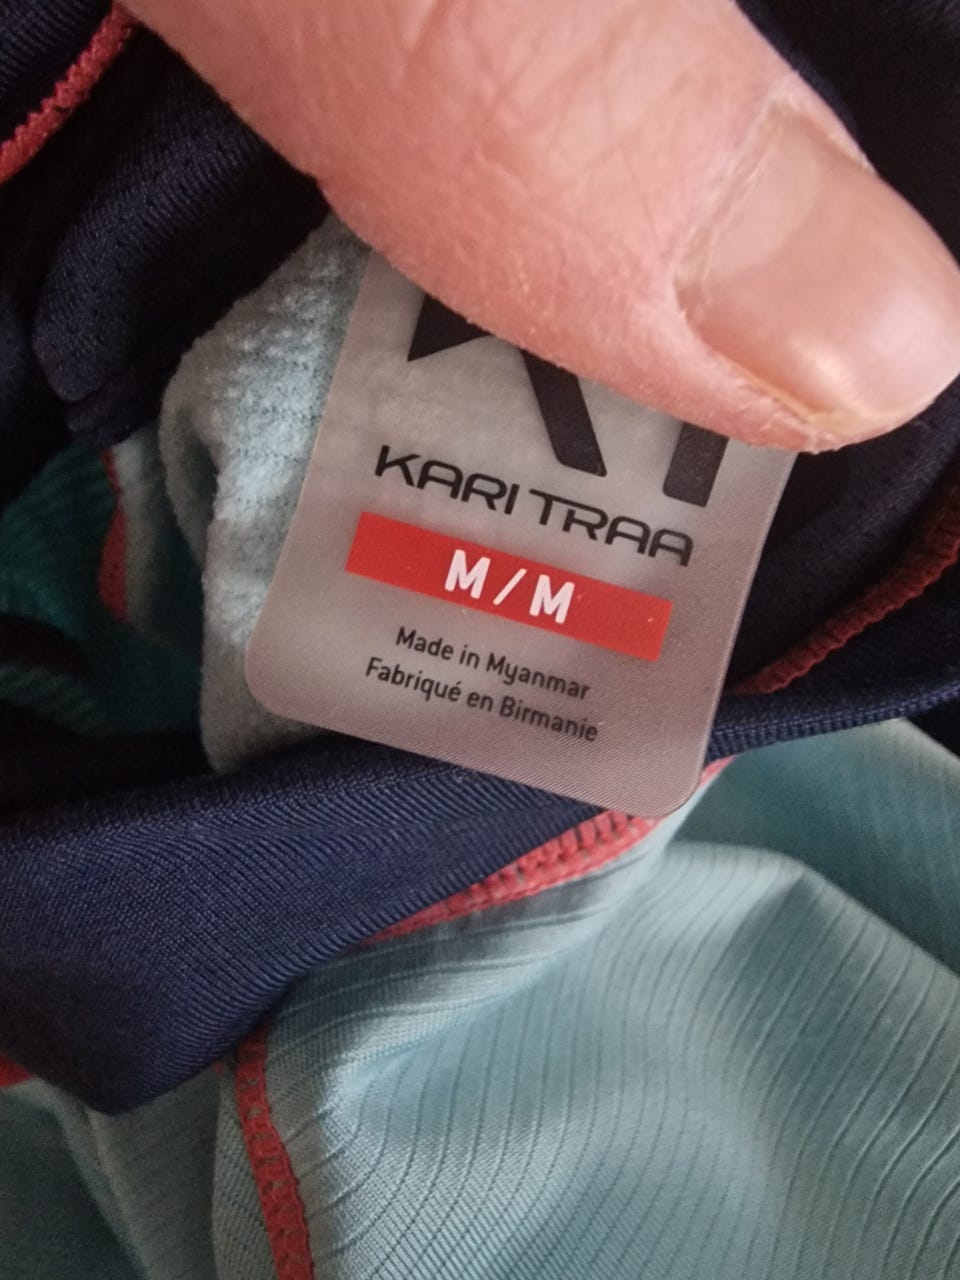 KARI TRAA
M/M
Made in Myanmar
Fabriqué en Birmanie